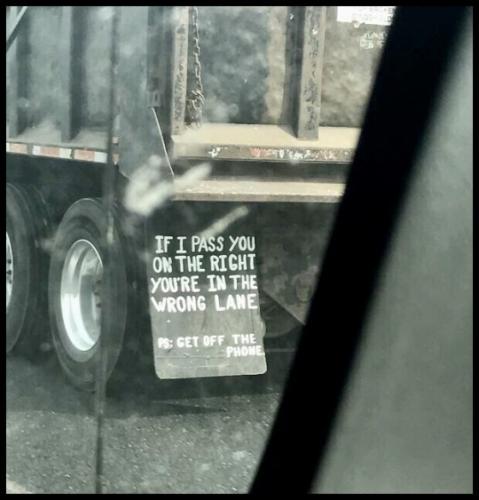 IF I PASS YOU
ON THE RIGHT
YOU'RE IN THE
WRONG LANE
PS: GET OFF THE
PHONE